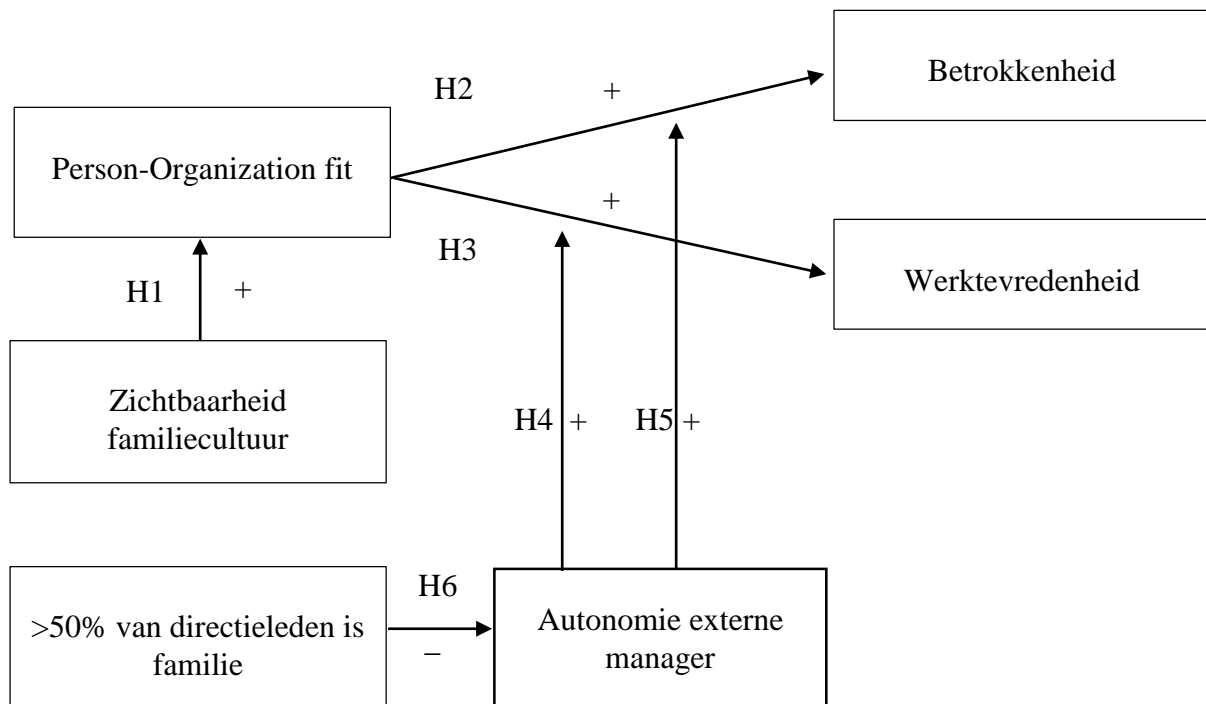 Betrokkenheid
H2
+
Person-Organization fit
+
H3
Werktevredenheid
H1
+
Zichtbaarheid
familiecultuur
H4
+
H5
+
H6
>50% van directieleden is
familie
−
Autonomie externe
manager